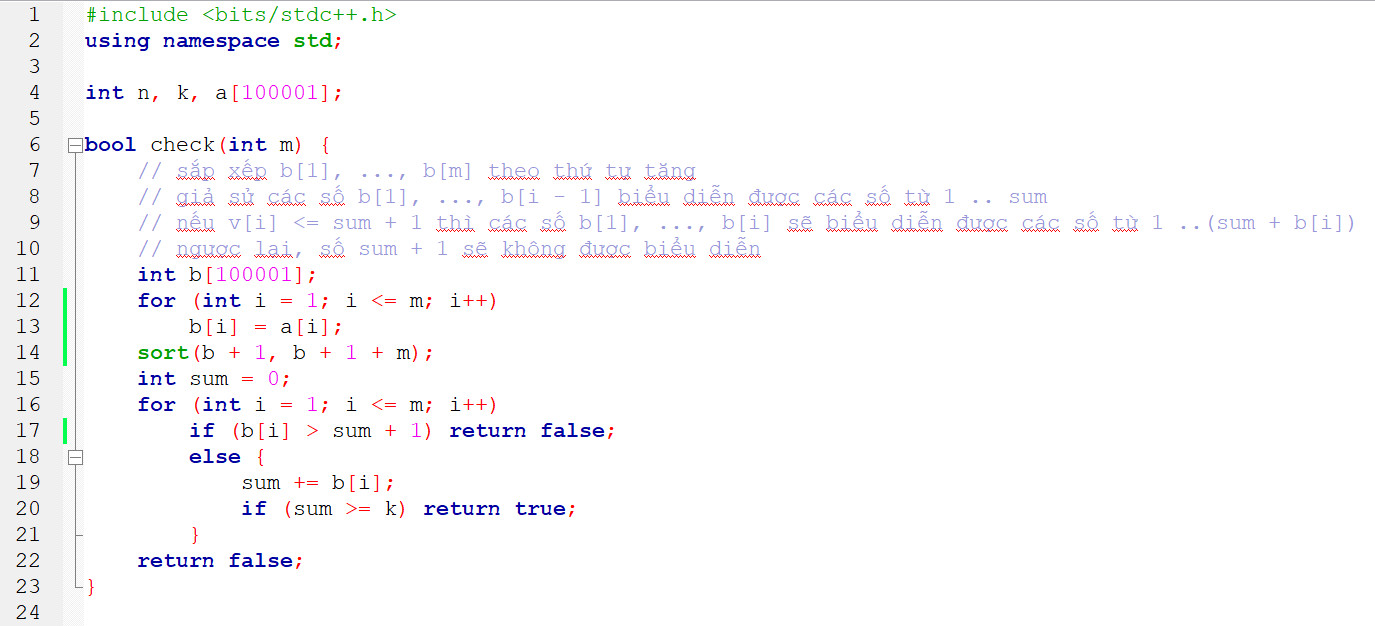 1 #include <bits/stdc++.h>
2 using namespace std;
3
4 int n, k, a[100001];
5
6 bool check(int m) {
7 // sắp xếp b[1], ..., b[m] theo thứ tự tăng
8 // giả sử các số b[1], ..., b[i - 1] biểu diễn được các số từ 1 .. sum
9 // nếu v[i] <= sum + 1 thì các số b[1], ..., b[i] sẽ biểu diễn được các số từ 1 ..(sum + b[i])
10 // ngược lại, số sum + 1 sẽ không được biểu diễn
11 int b[100001];
12 for (int i = 1; i <= m; i++)
13 b[i] = a[i];
14 sort(b + 1, b + 1 + m);
15 int sum = 0;
16 for (int i = 1; i <= m; i++)
17 if (b[i] > sum + 1) return false;
18 else {
19 sum += b[i];
20 if (sum >= k) return true;
21 }
22 return false;
23 }
24